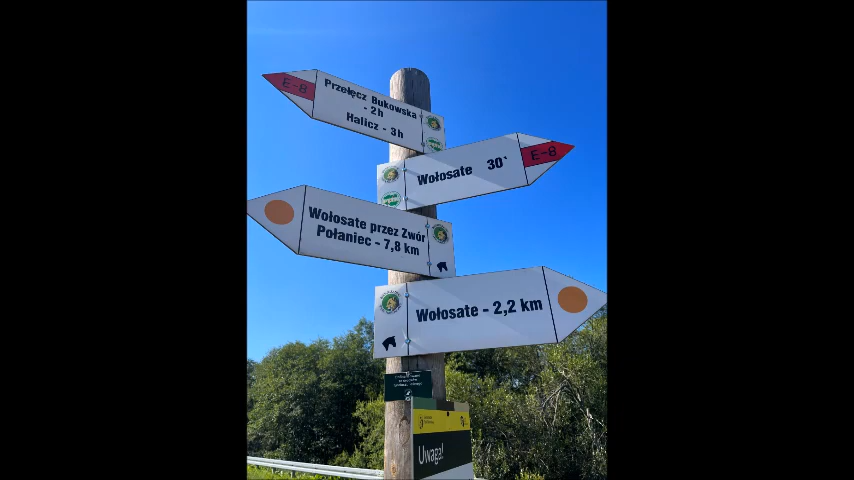 E-8
Przełęcz Bukowska
- 2h
Halicz - 3h
Wołosate 30'
E-8
Wołosate przez Zwór
Połaniec - 7,8 km
Wołosate - 2,2 km
Uwaga!